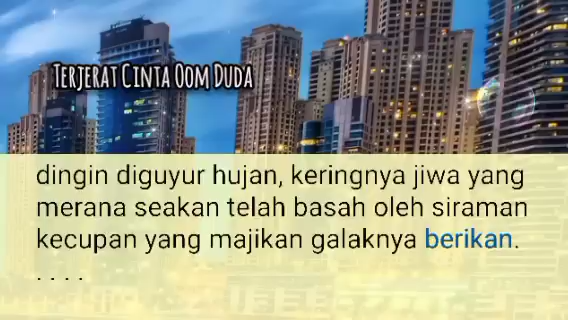 TERJERAT CINTA OOM DUDA
dingin diguyur hujan, keringnya jiwa yang
merana seakan telah basah oleh siraman
kecupan yang majikan galaknya berikan.
. . . .